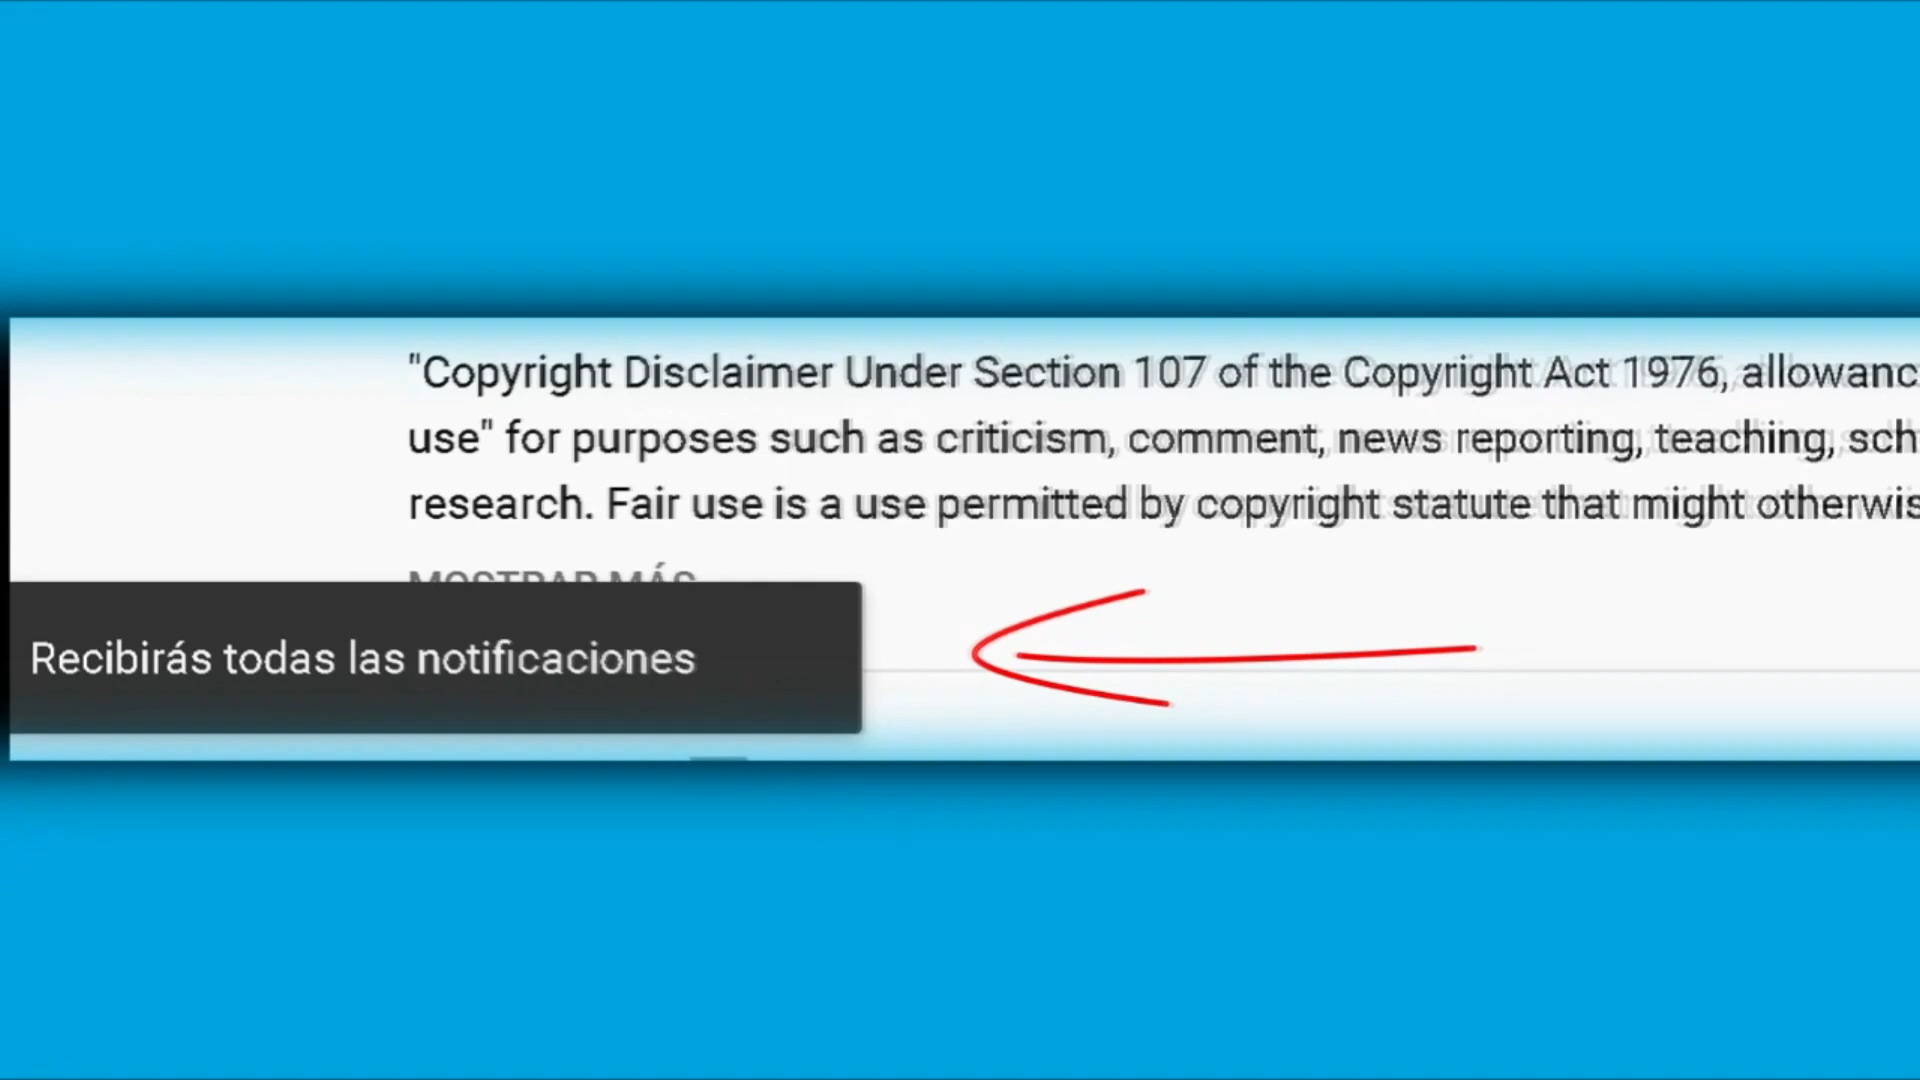 "Copyright Disclaimer Under Section 107 of the Copyright Act 1976, allowanc
use" for purposes such as criticism, comment, news reporting, teaching, sch
research. Fair use is a use permitted by copyright statute that might otherwis
MOSTRAR MÁS
Recibirás todas las notificaciones